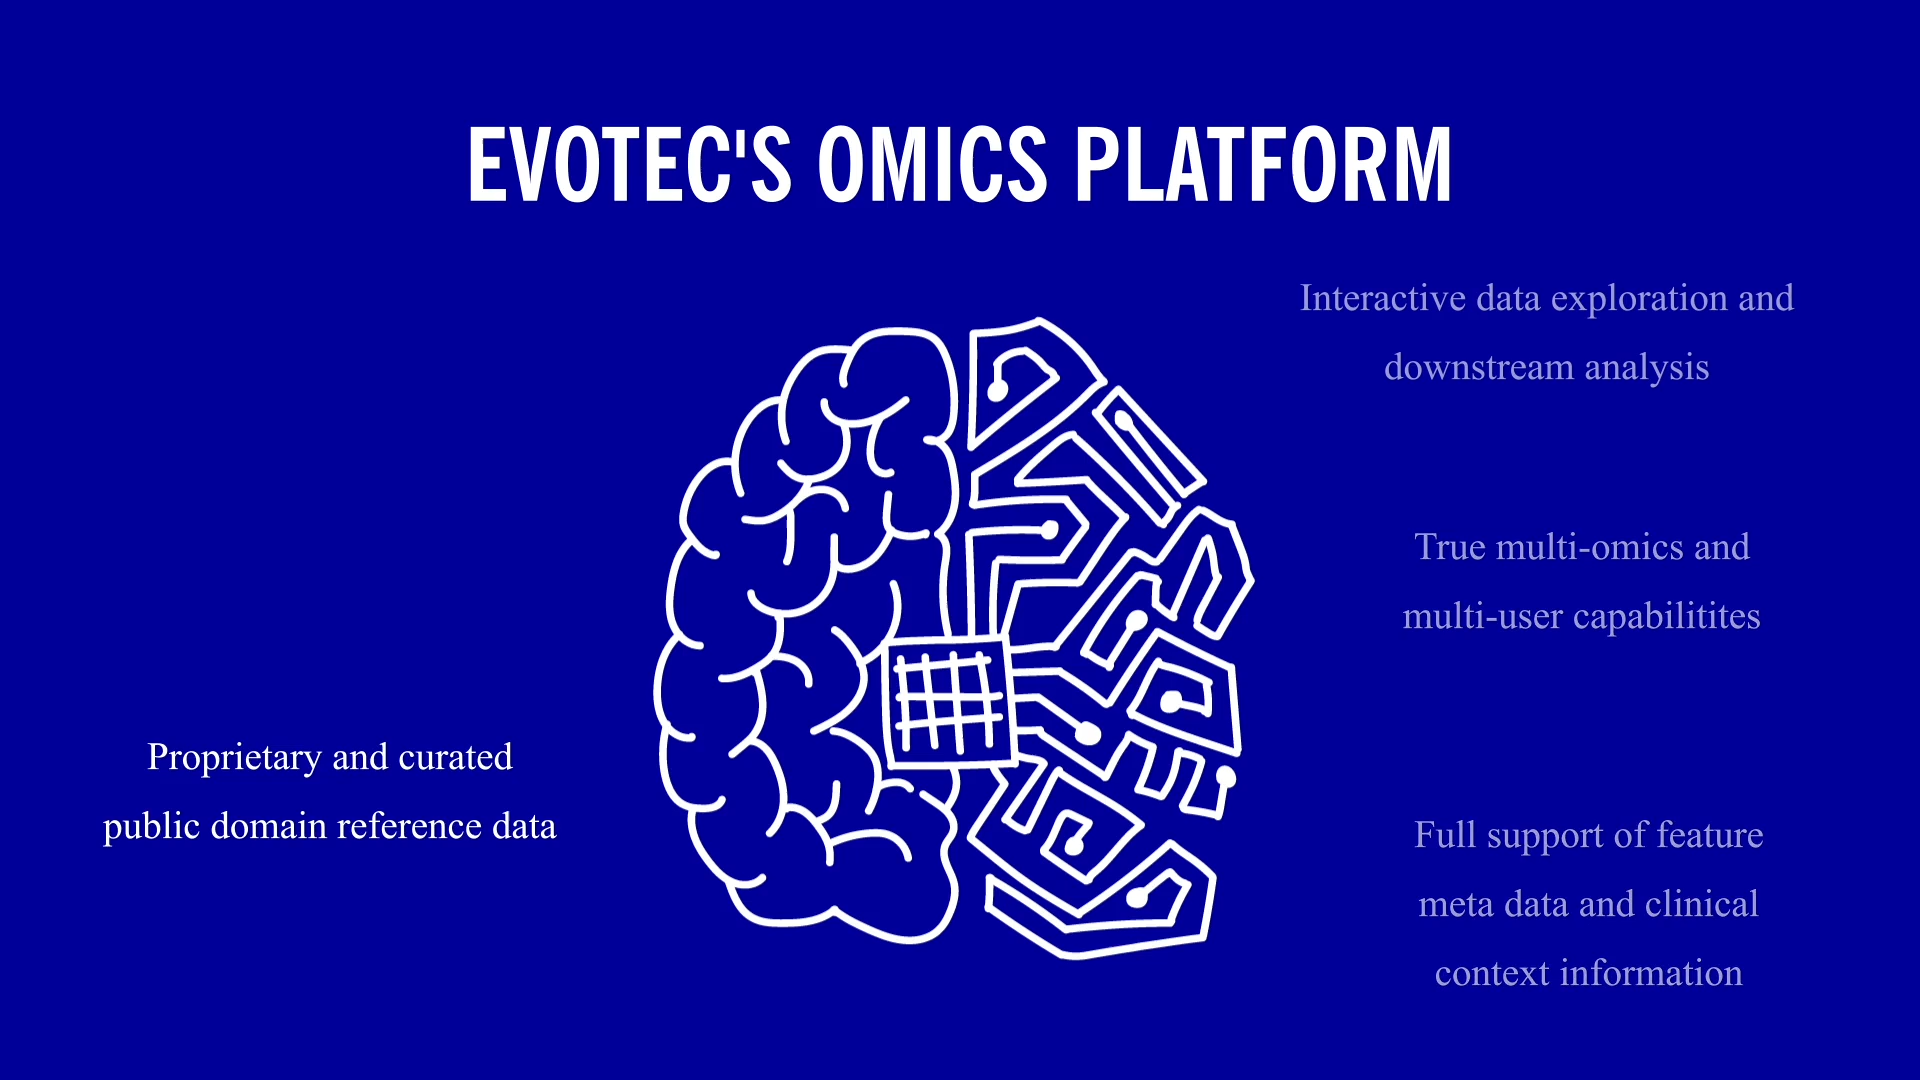 EVOTEC'S OMICS PLATFORM
Interactive data exploration and
downstream analysis
True multi-omics and
multi-user capabilitites
Proprietary and curated
public domain reference data
Full support of feature
meta data and clinical
context information